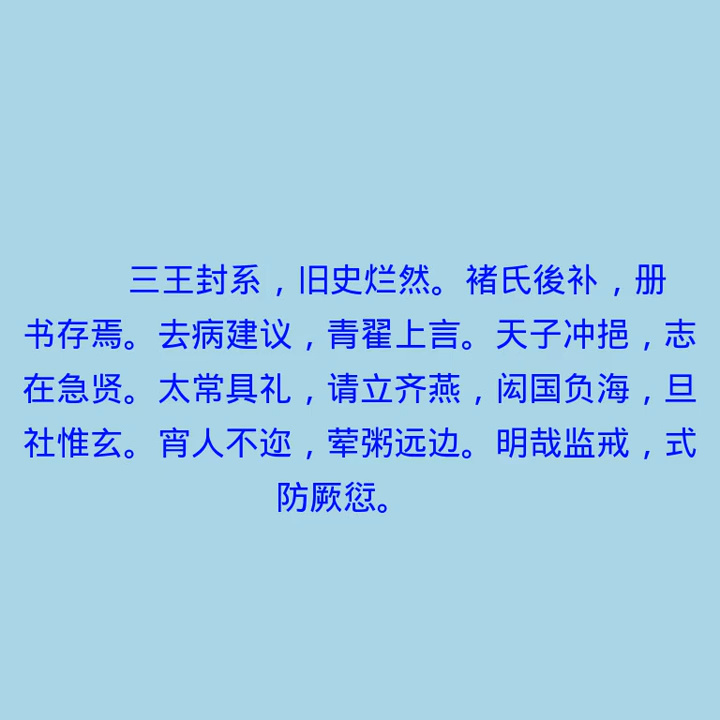 三王封系，旧史烂然。褚氏後补，册
书存焉。去病建议，青翟上言。天子冲挹，志
在急贤。太常具礼，请立齐燕，闳国负海，旦
社惟玄。宵人不迩，荤粥远边。明哉监戒，式
防厥愆。